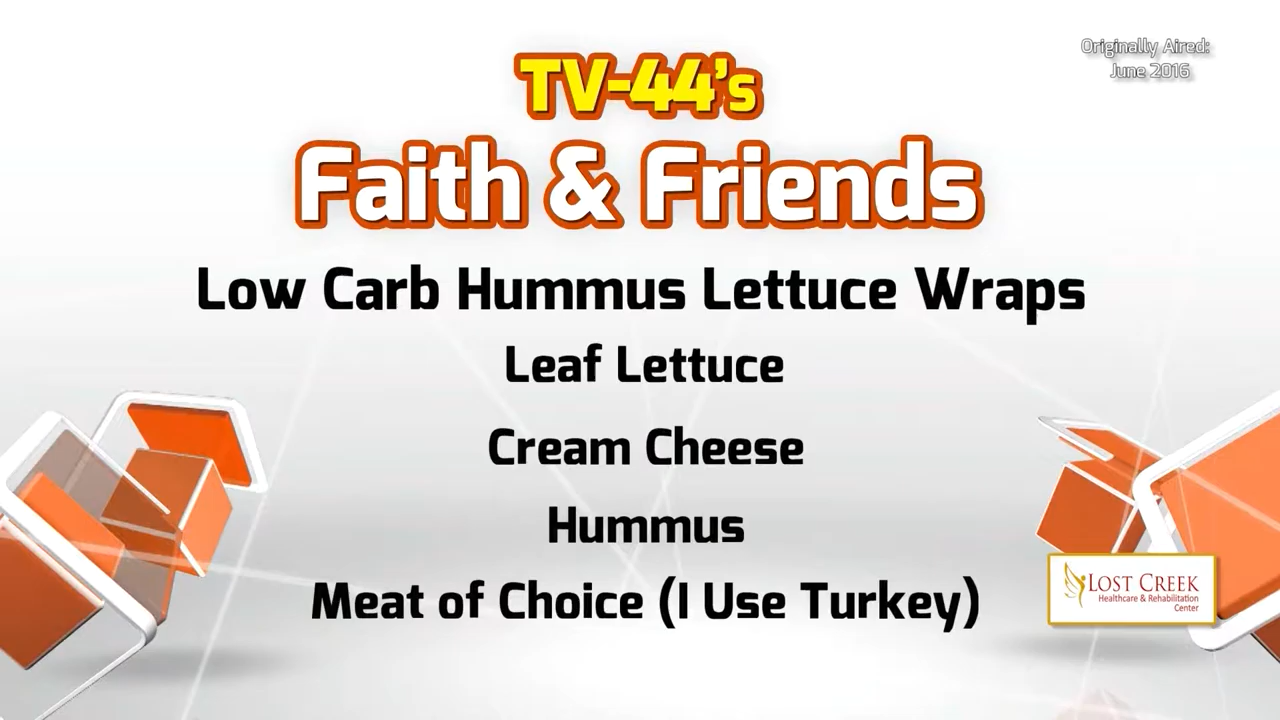 Originally Aired:
June 2016
TV-44's
Faith & Friends
Low Carb Hummus Lettuce Wraps
Leaf Lettuce
Cream Cheese
Hummus
Meat of Choice (I Use Turkey)
LOST CREEK
Healthcare & Rehabilitation
Center